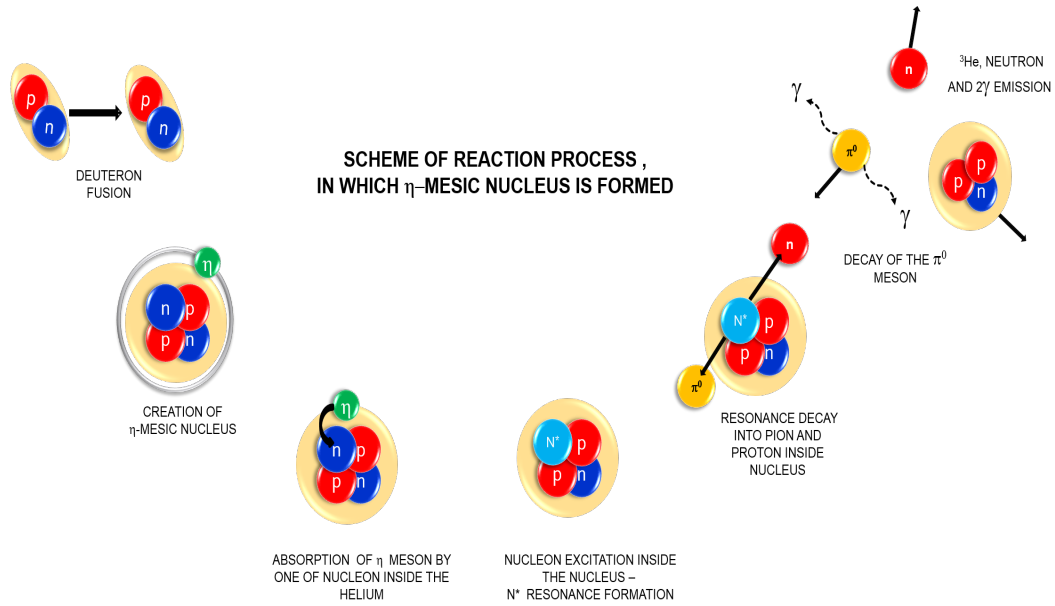 SCHEME OF REACTION PROCESS ,
IN WHICH η–MESIC NUCLEUS IS FORMED
p
n
p
n
DEUTERON
FUSION
η
n
p
p
n
CREATION OF
η-MESIC NUCLEUS
η
n
p
p
n
ABSORPTION OF η MESON BY
ONE OF NUCLEON INSIDE THE
HELIUM
N*
p
p
n
NUCLEON EXCITATION INSIDE
THE NUCLEUS –
N* RESONANCE FORMATION
n
N*
p
p
n
π⁰
RESONANCE DECAY
INTO PION AND
PROTON INSIDE
NUCLEUS
γ
π⁰
γ
DECAY OF THE π⁰
MESON
n
³He, NEUTRON
AND 2γ EMISSION
p
p
n